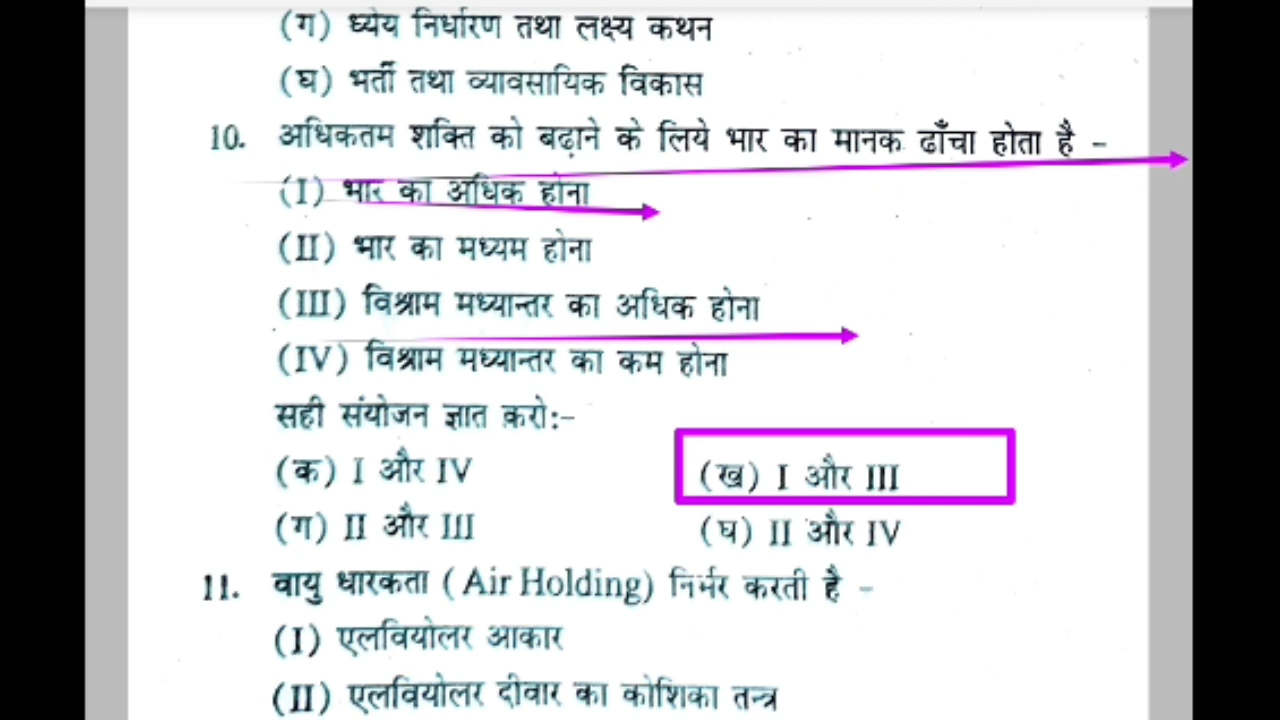 (ग) ध्येय निर्धारण तथा लक्ष्य कथन
(घ) भर्ती तथा व्यावसायिक विकास
10. अधिकतम शक्ति को बढ़ाने के लिये भार का मानक ढाँचा होता है –
(I) भार का अधिक होना
(II) भार का मध्यम होना
(III) विश्राम मध्यान्तर का अधिक होना
(IV) विश्राम मध्यान्तर का कम होना
सही संयोजन ज्ञात करो:–
(क) I और IV (ख) I और III
(ग) II और III (घ) II और IV
11. वायु धारकता ( Air Holding) निर्भर करती है –
(I) एलवियोलर आकार
(II) एलवियोलर दीवार का कोशिका तन्त्र